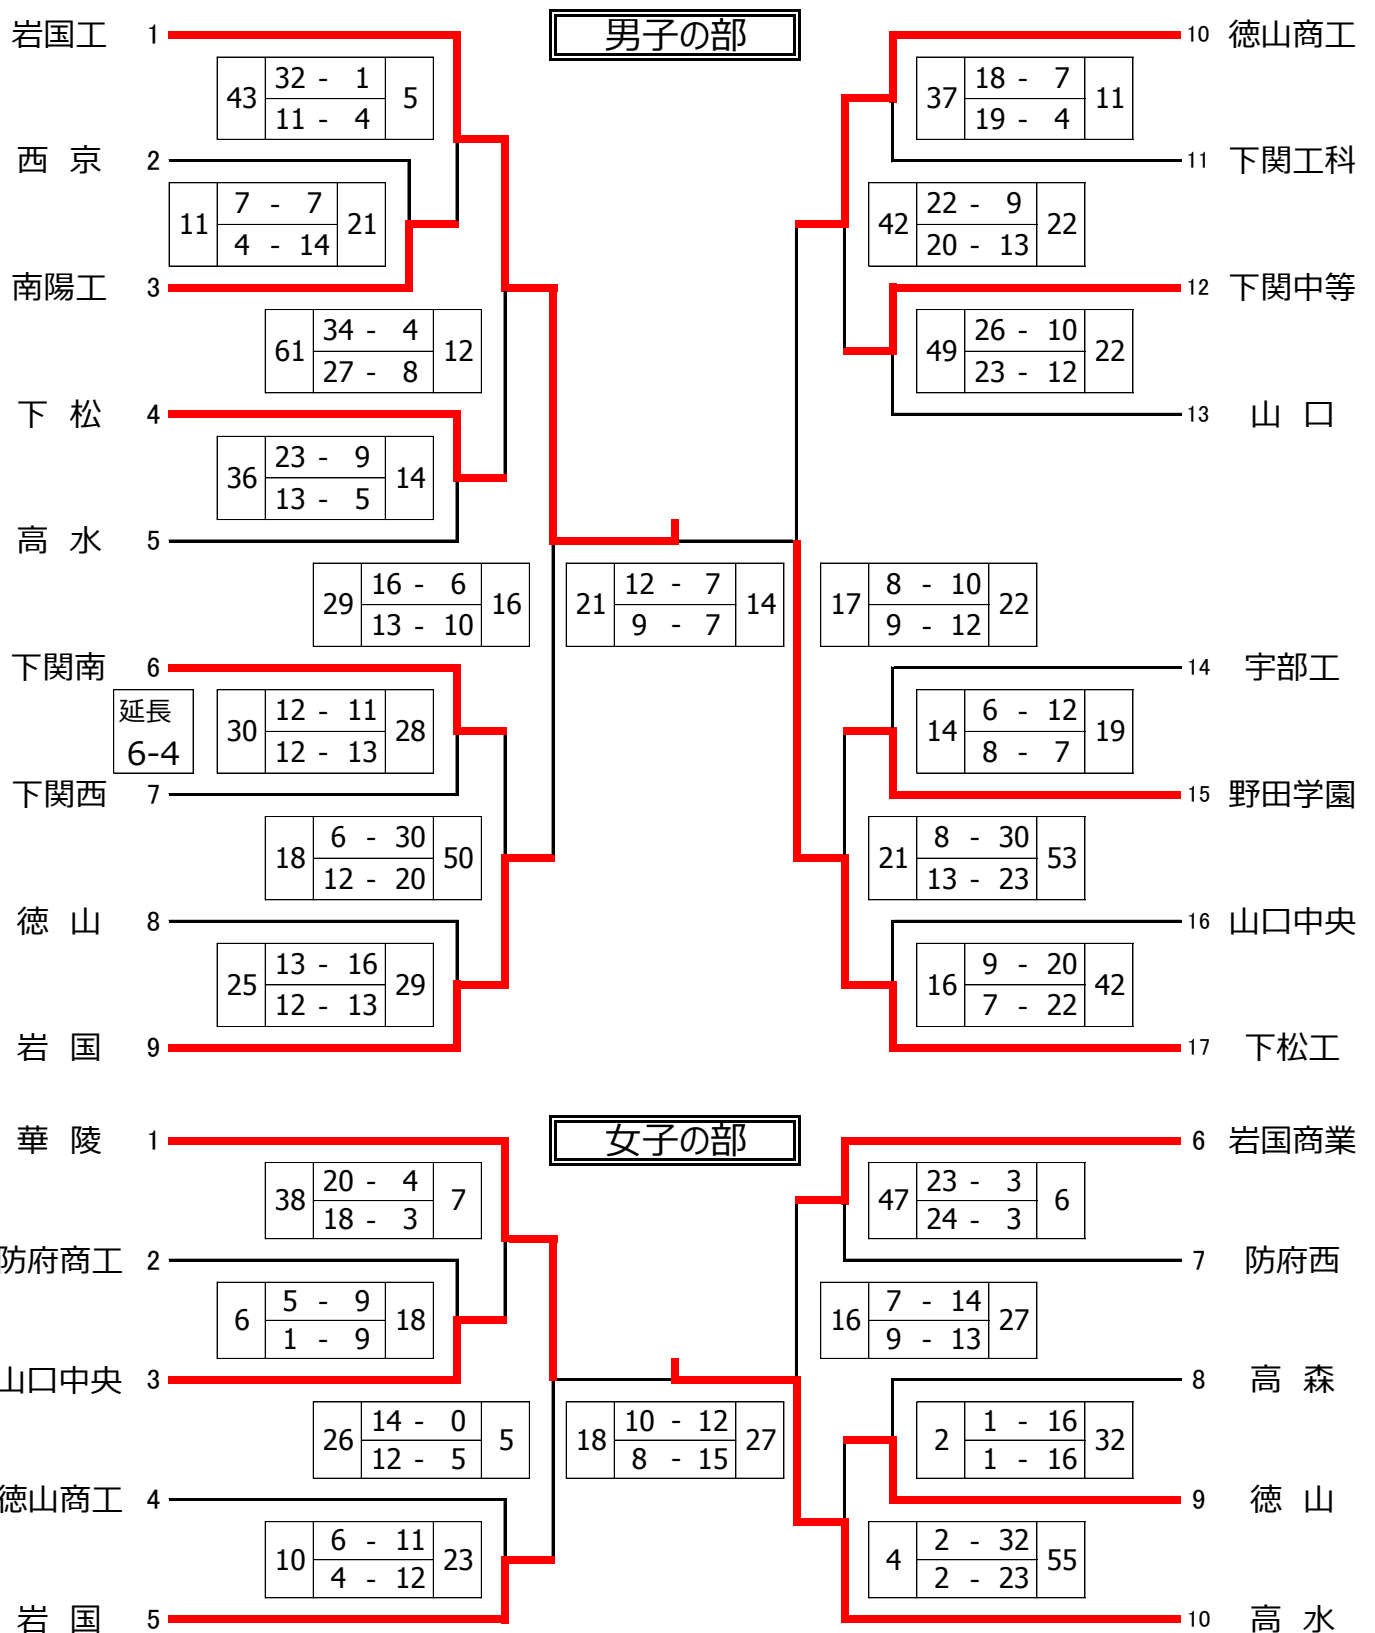 男子の部
岩国工 1
43 32 - 1 5
11 - 4
西 京 2
11 7 - 7 21
4 - 14
南陽工 3
61 34 - 4 12
27 - 8
下 松 4
36 23 - 9 14
13 - 5
高 水 5
29 16 - 6 16
13 - 10
下関南 6
延長
6-4
30 12 - 11 28
12 - 13
下関西 7
18 6 - 30 50
12 - 20
徳 山 8
25 13 - 16 29
12 - 13
岩 国 9
21 12 - 7 14
9 - 7
10 徳山商工
37 18 - 7 11
19 - 4
11 下関工科
42 22 - 9 22
20 - 13
12 下関中等
49 26 - 10 22
23 - 12
13 山 口
17 8 - 10 22
9 - 12
14 宇部工
14 6 - 12 19
8 - 7
15 野田学園
21 8 - 30 53
13 - 23
16 山口中央
16 9 - 20 42
7 - 22
17 下松工
女子の部
華 陵 1
38 20 - 4 7
18 - 3
防府商工 2
6 5 - 9 18
1 - 9
山口中央 3
26 14 - 0 5
12 - 5
徳山商工 4
10 6 - 11 23
4 - 12
岩 国 5
18 10 - 12 27
8 - 15
6 岩国商業
47 23 - 3 6
24 - 3
7 防府西
16 7 - 14 27
9 - 13
8 高 森
2 1 - 16 32
1 - 16
9 徳 山
4 2 - 32 55
2 - 23
10 高 水